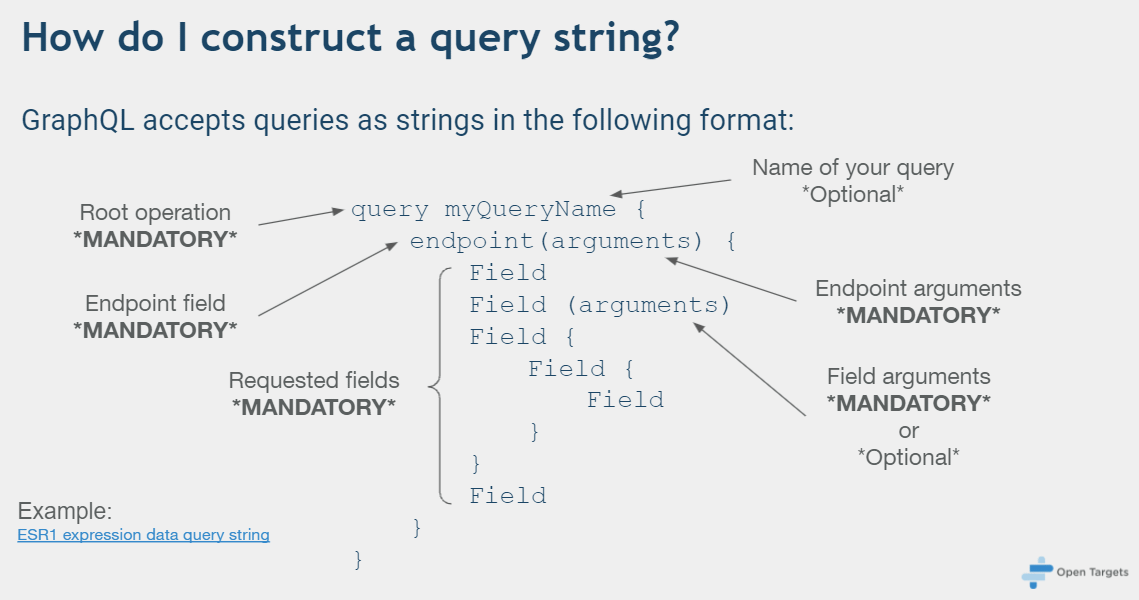 How do I construct a query string?
GraphQL accepts queries as strings in the following format:
Name of your query
*Optional*
Root operation
*MANDATORY*
query myQueryName {
endpoint(arguments) {
Field
Field (arguments)
Field {
Field {
Field
}
}
Field
}
}
Endpoint field
*MANDATORY*
Endpoint arguments
*MANDATORY*
Requested fields
*MANDATORY*
Field arguments
*MANDATORY*
or
*Optional*
Example:
ESR1 expression data query string
Open Targets